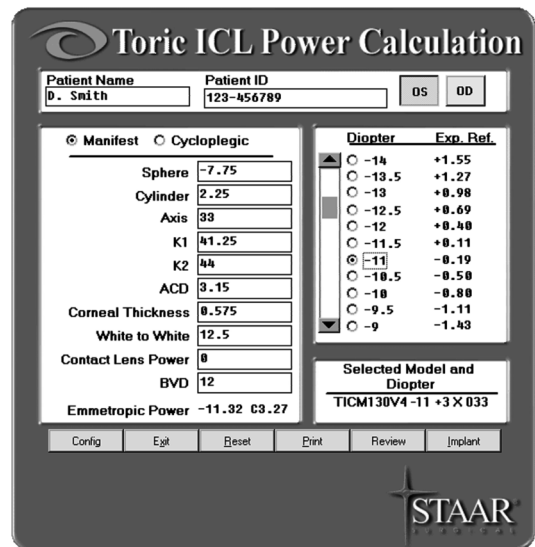 Toric ICL Power Calculation
Patient Name
D. Smith
Patient ID
123-456789
OS
OD
Manifest
Cycloplegic
Sphere -7.75
Cylinder 2.25
Axis 33
K1 41.25
K2 44
ACD 3.15
Corneal Thickness 0.575
White to White 12.5
Contact Lens Power 0
BVD 12
Emmetropic Power -11.32 C3.27
Diopter Exp. Ref.
-14 +1.55
-13.5 +1.27
-13 +0.98
-12.5 +0.69
-12 +0.40
-11.5 +0.11
-11 -0.19
-10.5 -0.50
-10 -0.80
-9.5 -1.11
-9 -1.43
Selected Model and
Diopter
TICM130V4 -11 +3 X 033
Config
Exit
Reset
Print
Review
Implant
STAAR
SURGICAL